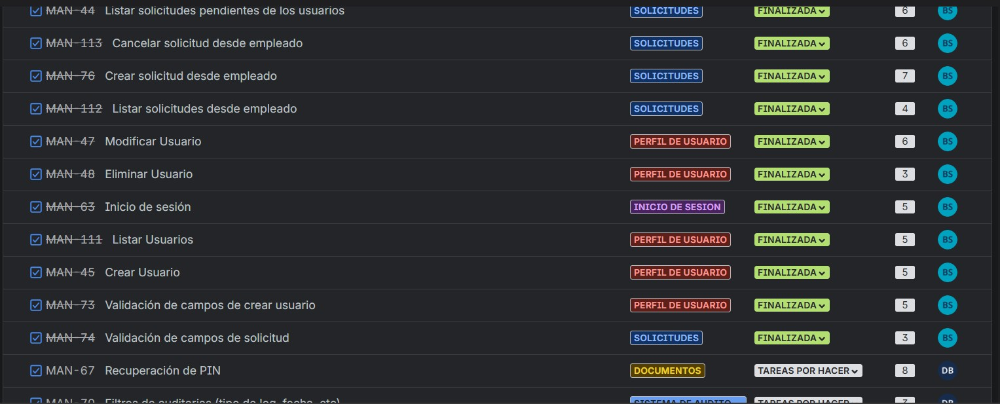 MAN-44 Listar solicitudes pendientes de los usuarios SOLICITUDES FINALIZADA 6 BS
MAN-113 Cancelar solicitud desde empleado SOLICITUDES FINALIZADA 6 BS
MAN-76 Crear solicitud desde empleado SOLICITUDES FINALIZADA 7 BS
MAN-112 Listar solicitudes desde empleado SOLICITUDES FINALIZADA 4 BS
MAN-47 Modificar Usuario PERFIL DE USUARIO FINALIZADA 6 BS
MAN-48 Eliminar Usuario PERFIL DE USUARIO FINALIZADA 3 BS
MAN-63 Inicio de sesión INICIO DE SESION FINALIZADA 5 BS
MAN-111 Listar Usuarios PERFIL DE USUARIO FINALIZADA 5 BS
MAN-45 Crear Usuario PERFIL DE USUARIO FINALIZADA 5 BS
MAN-73 Validación de campos de crear usuario PERFIL DE USUARIO FINALIZADA 5 BS
MAN-74 Validación de campos de solicitud SOLICITUDES FINALIZADA 3 BS
MAN-67 Recuperación de PIN DOCUMENTOS TAREAS POR HACER 8 DB
Filtros de auditorias (tipo de log, fecha, etc) SISTEMA DE AUDITO... TAREAS POR HACER DB